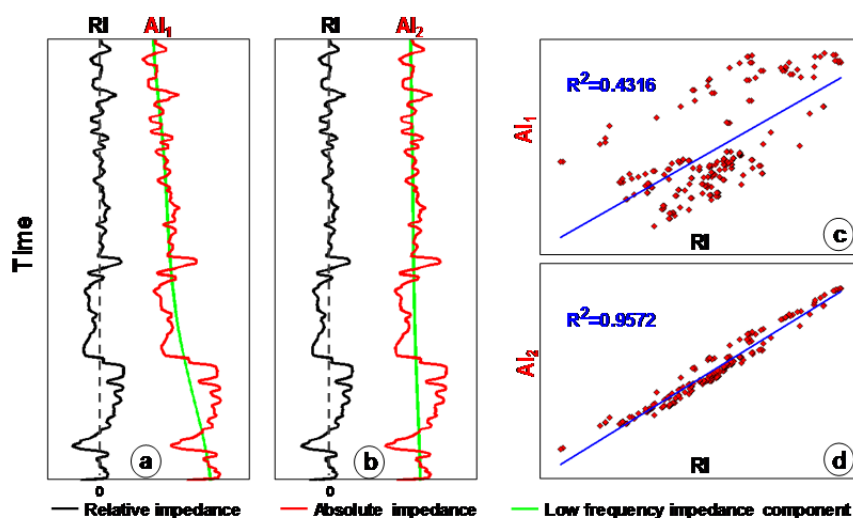 RI AI₁
RI AI₂
Time
0
a
0
b
R²=0.4316
AI₁
RI
c
R²=0.9572
AI₂
RI
d
Relative impedance
Absolute impedance
Low frequency impedance component